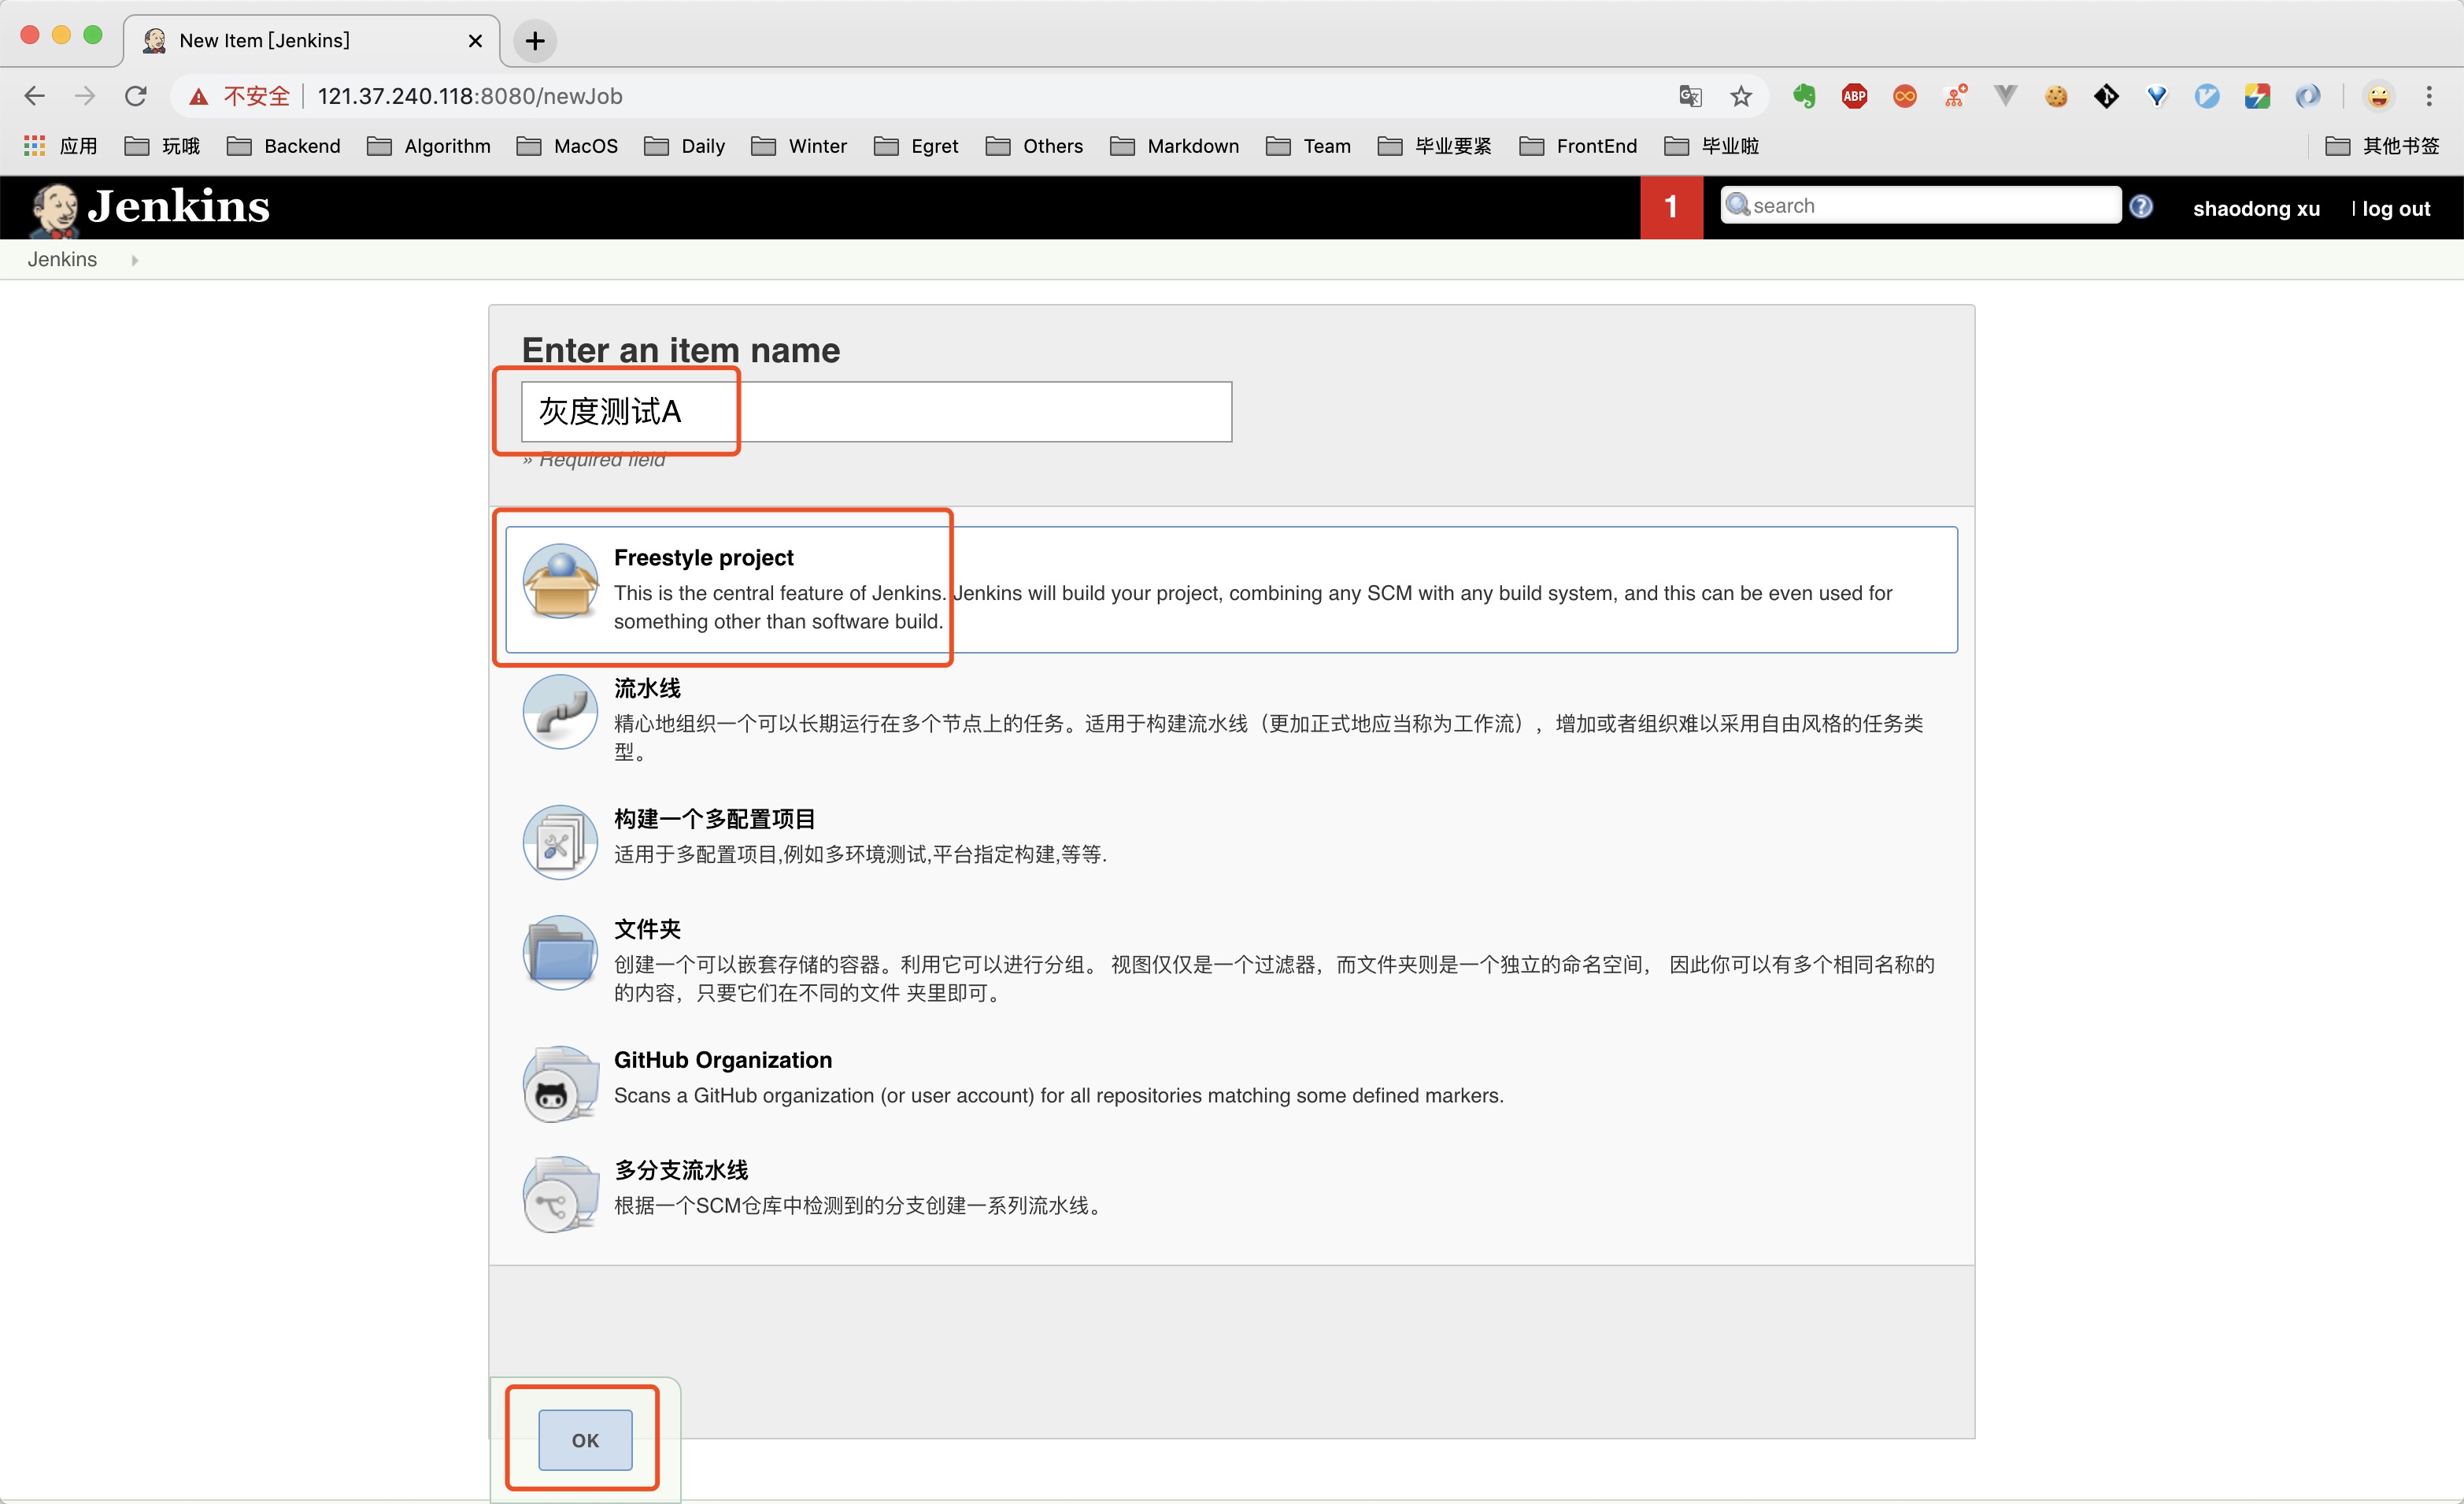 New Item [Jenkins]
不安全 121.37.240.118:8080/newJob
ABP
应用 玩哦 Backend Algorithm MacOS Daily Winter Egret Others Markdown Team 毕业要紧 FrontEnd 毕业啦 其他书签
Jenkins 1 search shaodong xu | log out
Jenkins
Enter an item name
灰度测试A
» Required field
Freestyle project
This is the central feature of Jenkins. Jenkins will build your project, combining any SCM with any build system, and this can be even used for
something other than software build.
流水线
精心地组织一个可以长期运行在多个节点上的任务。适用于构建流水线（更加正式地应当称为工作流），增加或者组织难以采用自由风格的任务类
型。
构建一个多配置项目
适用于多配置项目,例如多环境测试,平台指定构建,等等.
文件夹
创建一个可以嵌套存储的容器。利用它可以进行分组。 视图仅仅是一个过滤器，而文件夹则是一个独立的命名空间， 因此你可以有多个相同名称的
的内容，只要它们在不同的文件 夹里即可。
GitHub Organization
Scans a GitHub organization (or user account) for all repositories matching some defined markers.
多分支流水线
根据一个SCM仓库中检测到的分支创建一系列流水线。
OK